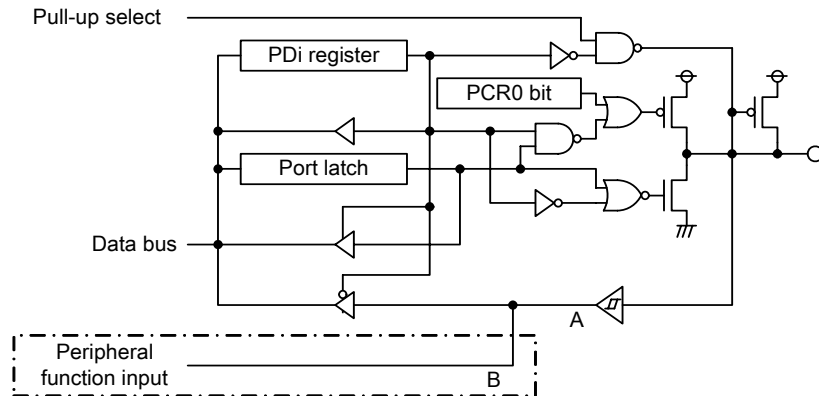 Pull-up select
PDi register
PCR0 bit
Port latch
Data bus
A
Peripheral
function input
B